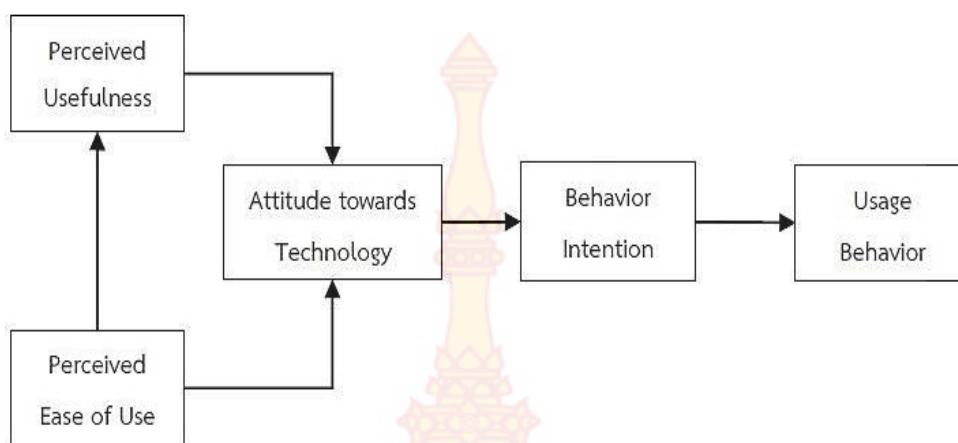 Perceived
Usefulness
Attitude towards
Technology
Behavior
Intention
Usage
Behavior
Perceived
Ease of Use